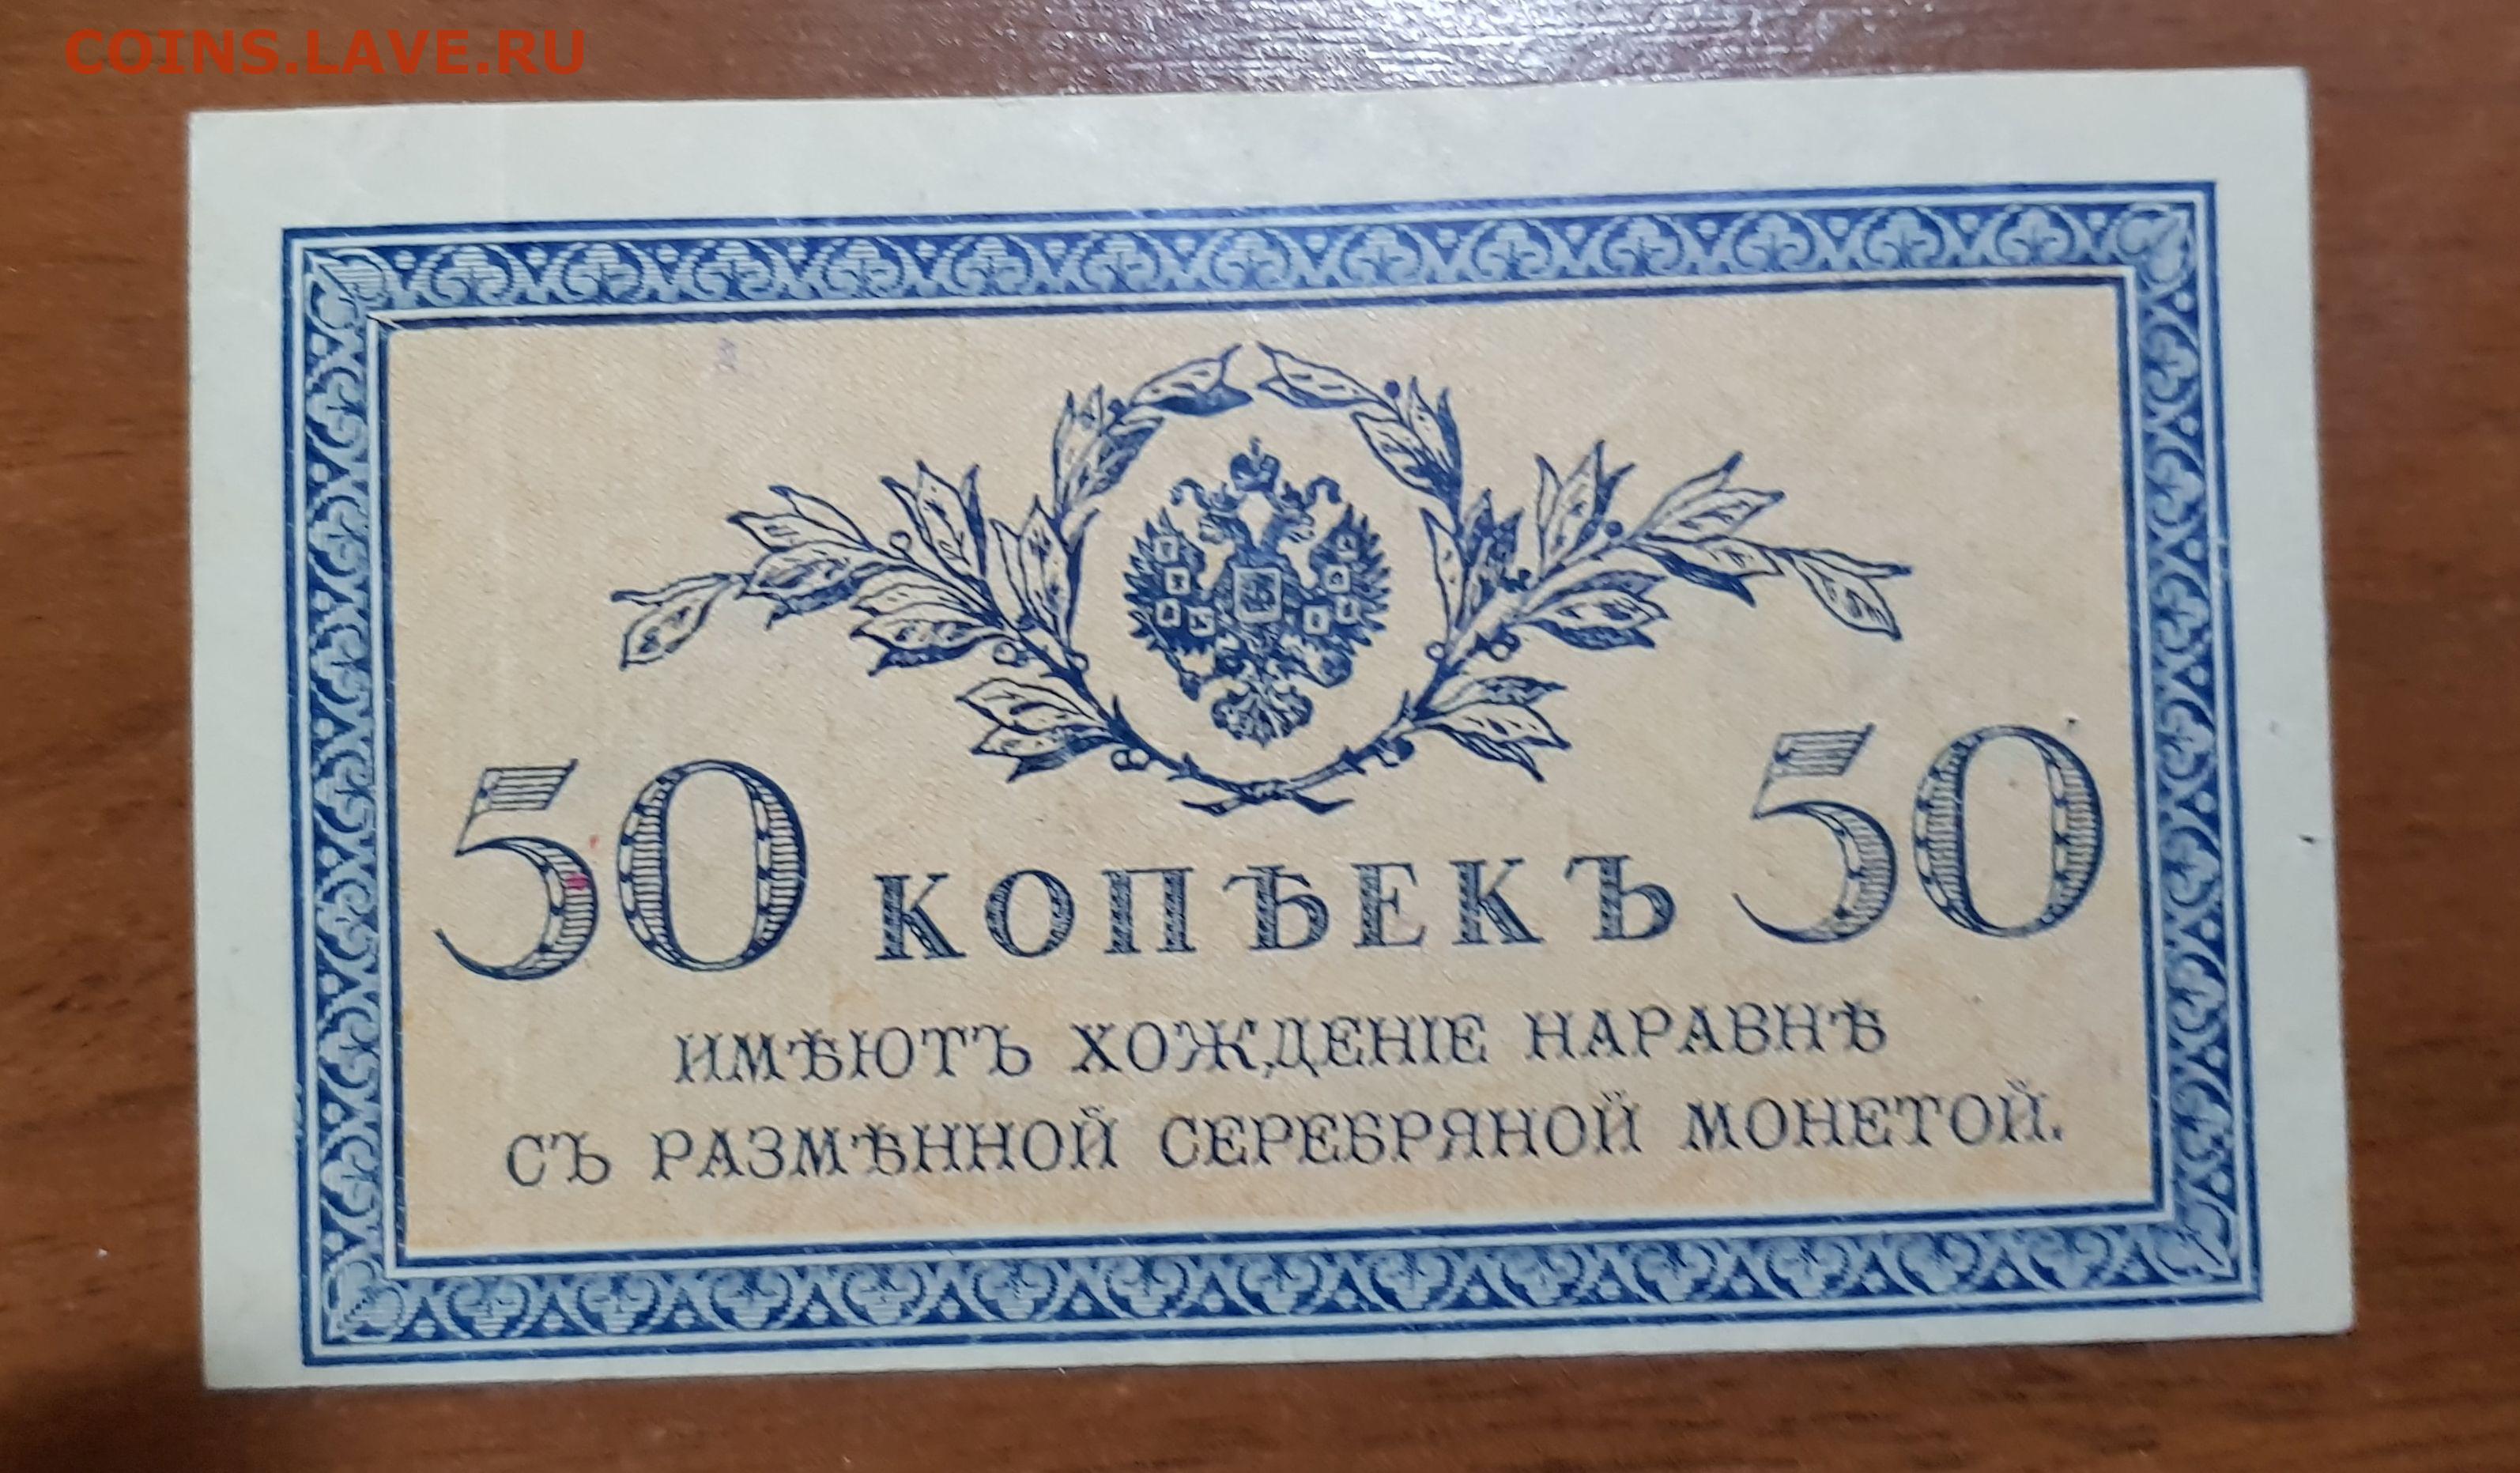 COINS.LAVE.RU
50 КОПѢЕКЪ 50
ИМѢЮТЪ ХОЖДЕНІЕ НАРАВНѢ
СЪ РАЗМѢННОЙ СЕРЕБРЯНОЙ МОНЕТОЙ.